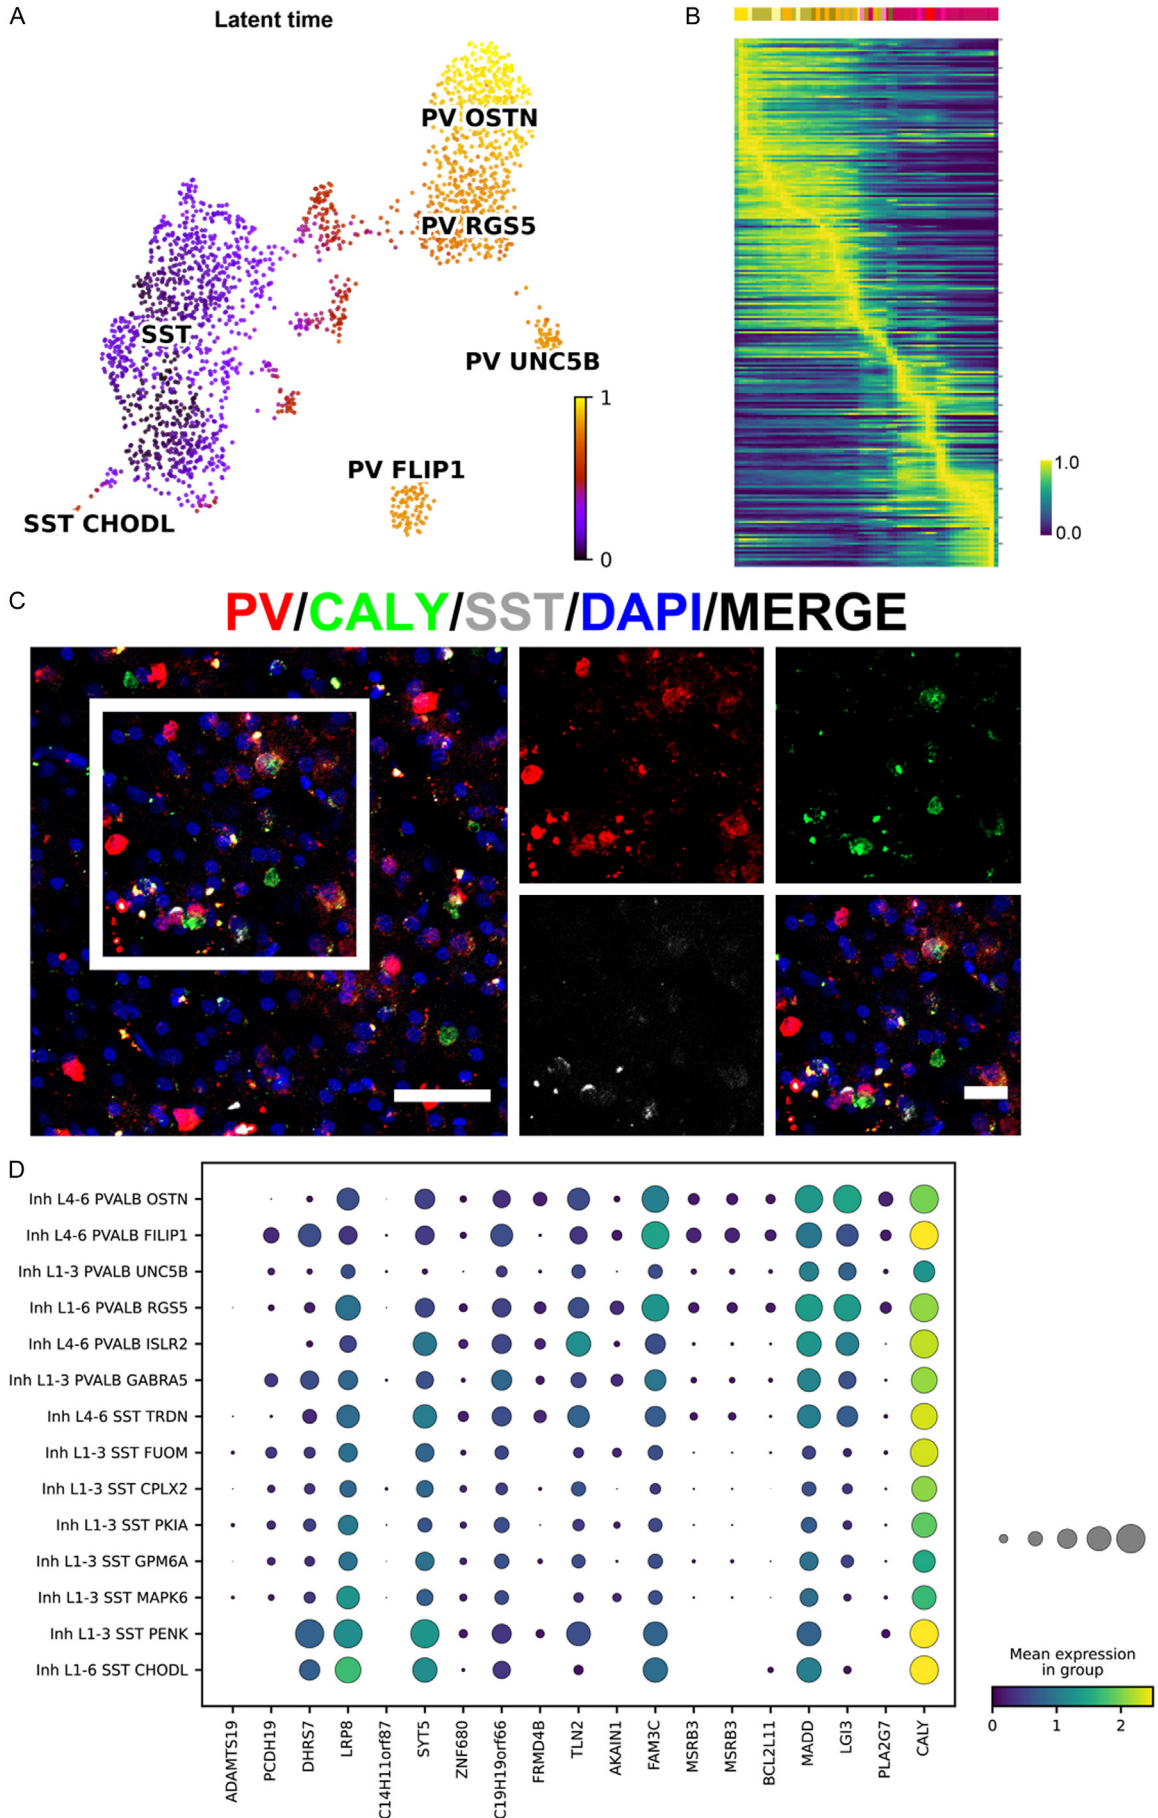 A
Latent time
PV OSTN
PV RGS5
SST
PV UNC5B
1
PV FLIP1
SST CHODL
0
B
1.0
0.0
C
PV/CALY/SST/DAPI/MERGE
D
Inh L4-6 PVALB OSTN
Inh L4-6 PVALB FILIP1
Inh L1-3 PVALB UNC5B
Inh L1-6 PVALB RGS5
Inh L4-6 PVALB ISLR2
Inh L1-3 PVALB GABRA5
Inh L4-6 SST TRDN
Inh L1-3 SST FUOM
Inh L1-3 SST CPLX2
Inh L1-3 SST PKIA
Inh L1-3 SST GPM6A
Inh L1-3 SST MAPK6
Inh L1-3 SST PENK
Inh L1-6 SST CHODL
ADAMTS19
PCDH19
DHRS7
LRP8
C14H11orf87
SYT5
ZNF680
C19H19orf66
FRMD4B
TLN2
AKAIN1
FAM3C
MSRB3
MSRB3
BCL2L11
MADD
LGI3
PLA2G7
CALY
Mean expression
in group
0 1 2